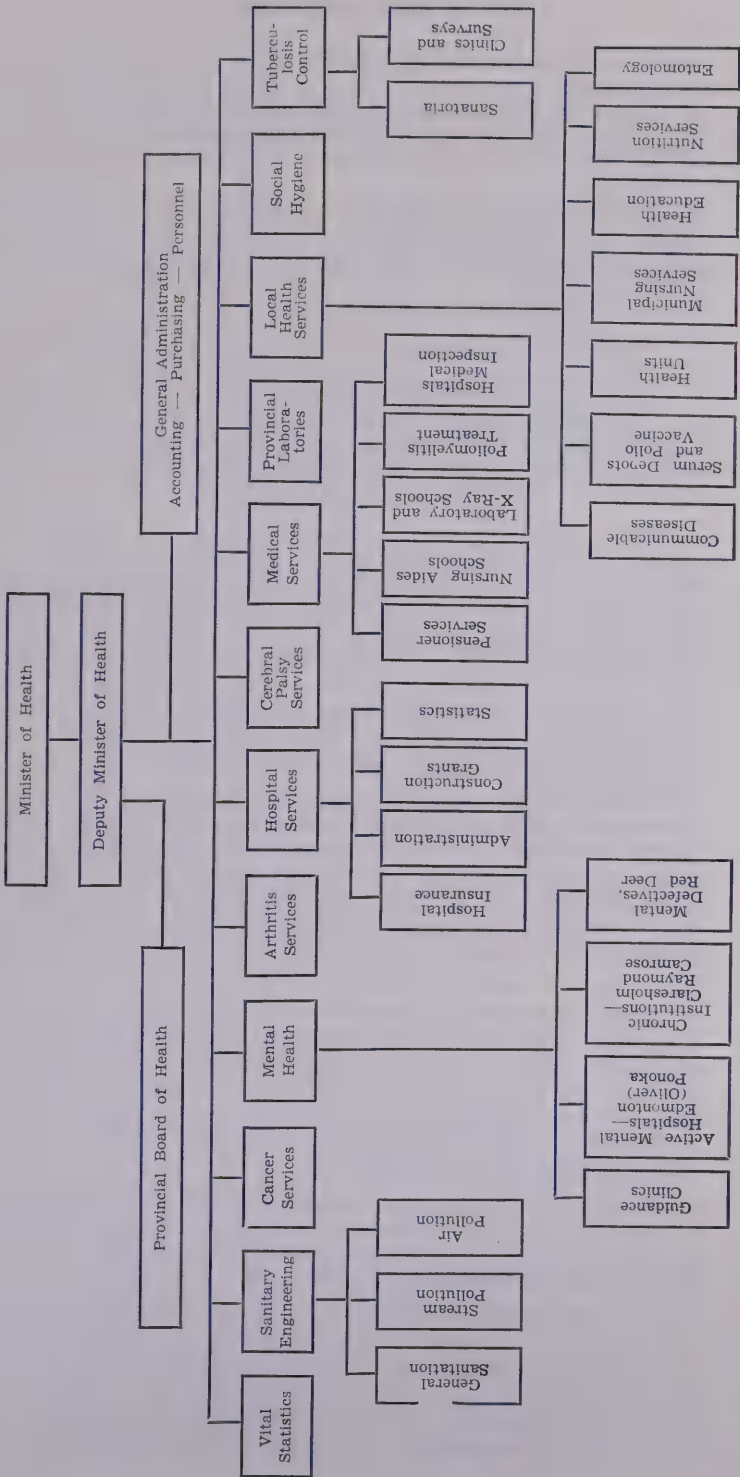 Minister of Health
Deputy Minister of Health
Provincial Board of Health
General Administration
Accounting — Purchasing — Personnel
Vital
Statistics
Sanitary
Engineering
Cancer
Services
Mental
Health
Arthritis
Services
Hospital
Services
Cerebral
Palsy
Services
Medical
Services
Provincial
Labora-
tories
Local
Health
Services
Social
Hygiene
Tubercu-
losis
Control
General
Sanitation
Stream
Pollution
Air
Pollution
Guidance
Clinics
Active Mental
Hospitals—
Edmonton
(Oliver)
Ponoka
Chronic
Institutions—
Claresholm
Raymond
Camrose
Mental
Defectives,
Red Deer
Hospital
Insurance
Administration
Construction
Grants
Statistics
Pensioner
Services
Nursing Aides
Schools
Laboratory and
X-Ray Schools
Poliomyelitis
Treatment
Hospitals
Medical
Inspection
Communicable
Diseases
Serum Depots
and Polio
Vaccine
Health
Units
Municipal
Nursing
Services
Health
Education
Nutrition
Services
Entomology
Sanatoria
Clinics and
Surveys